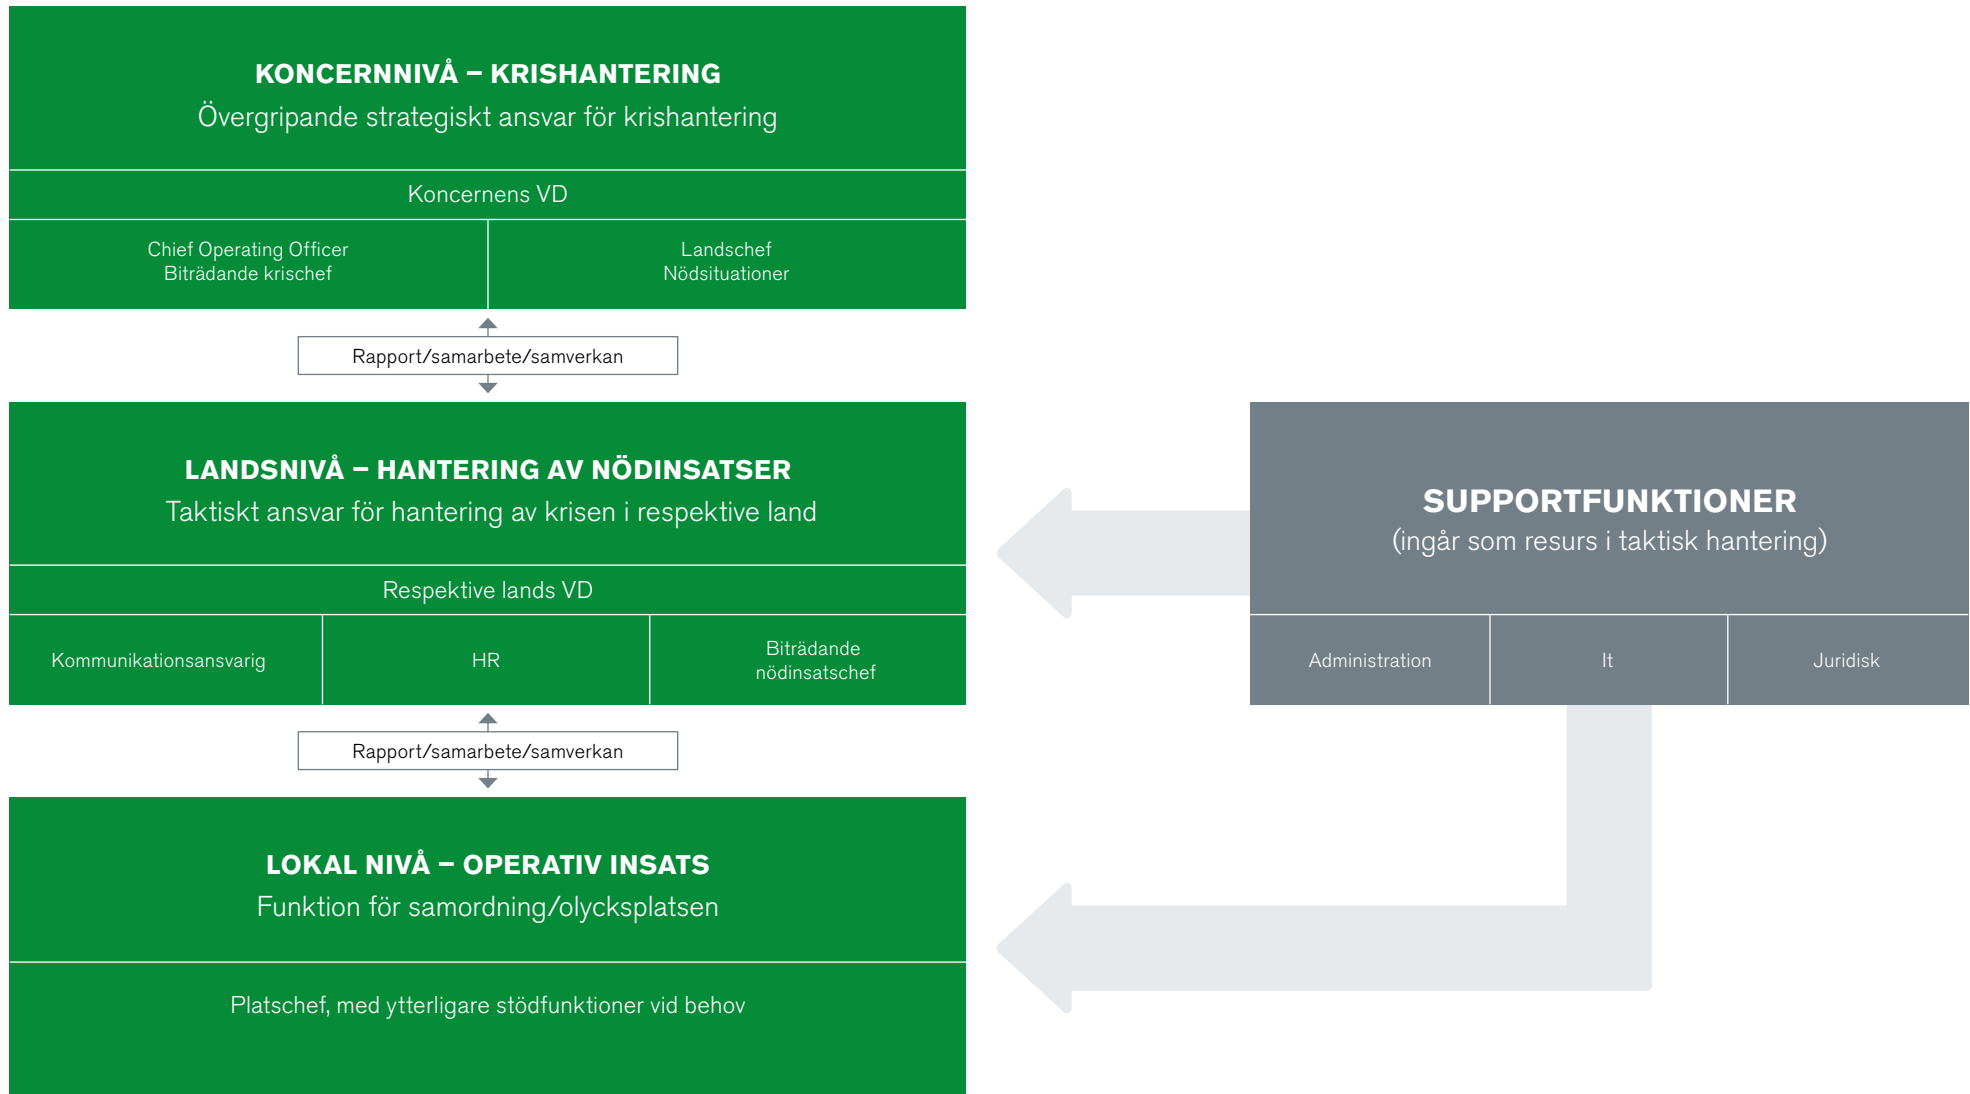 KONCERNNIVÅ – KRISHANTERING
Övergripande strategiskt ansvar för krishantering
Koncernens VD
Chief Operating Officer
Biträdande krischef
Landschef
Nödsituationer
Rapport/samarbete/samverkan
LANDSNIVÅ – HANTERING AV NÖDINSATSER
Taktiskt ansvar för hantering av krisen i respektive land
Respektive lands VD
Kommunikationsansvarig
HR
Biträdande
nödinsatschef
SUPPORTFUNKTIONER
(ingår som resurs i taktisk hantering)
Administration
It
Juridisk
Rapport/samarbete/samverkan
LOKAL NIVÅ – OPERATIV INSATS
Funktion för samordning/olycksplatsen
Platschef, med ytterligare stödfunktioner vid behov